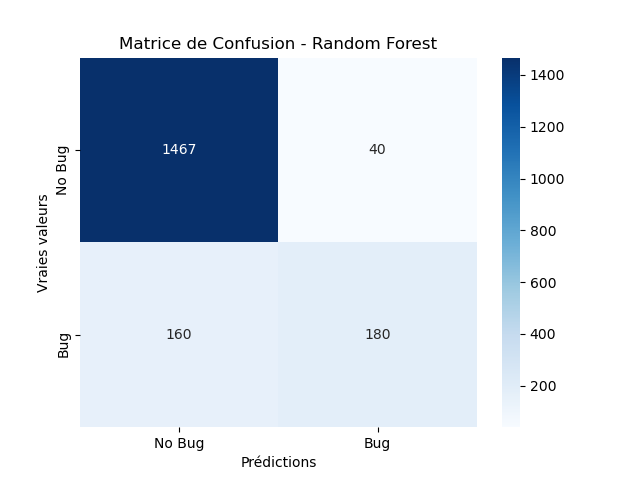 Matrice de Confusion - Random Forest
Vraies valeurs
No Bug
Bug
1467
40
160
180
No Bug
Bug
Prédictions
1400
1200
1000
800
600
400
200